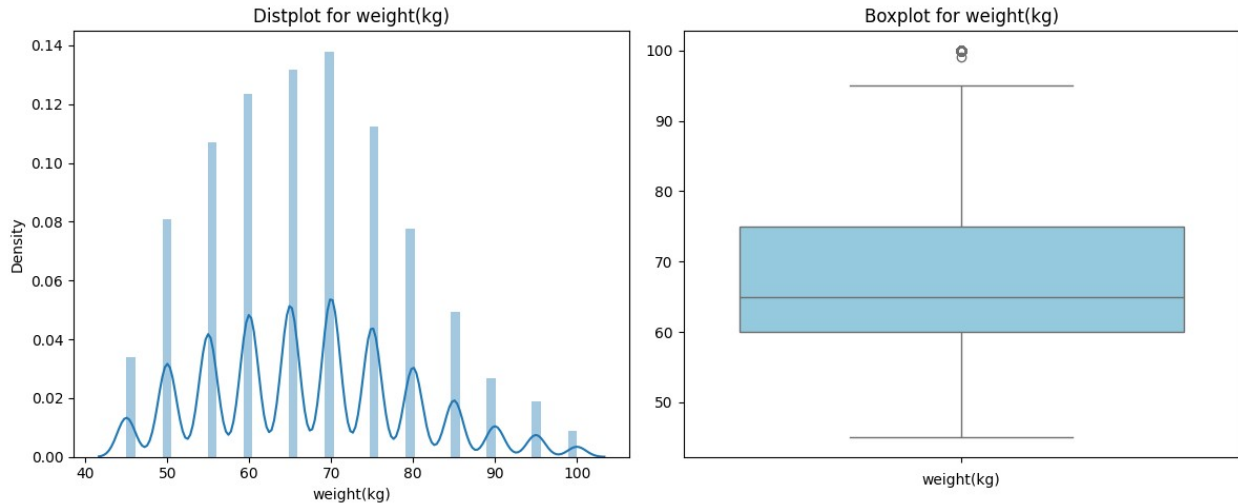 Distplot for weight(kg)
0.14
0.12
0.10
0.08
0.06
0.04
0.02
0.00
Density
40 50 60 70 80 90 100
weight(kg)
Boxplot for weight(kg)
100
90
80
70
60
50
weight(kg)